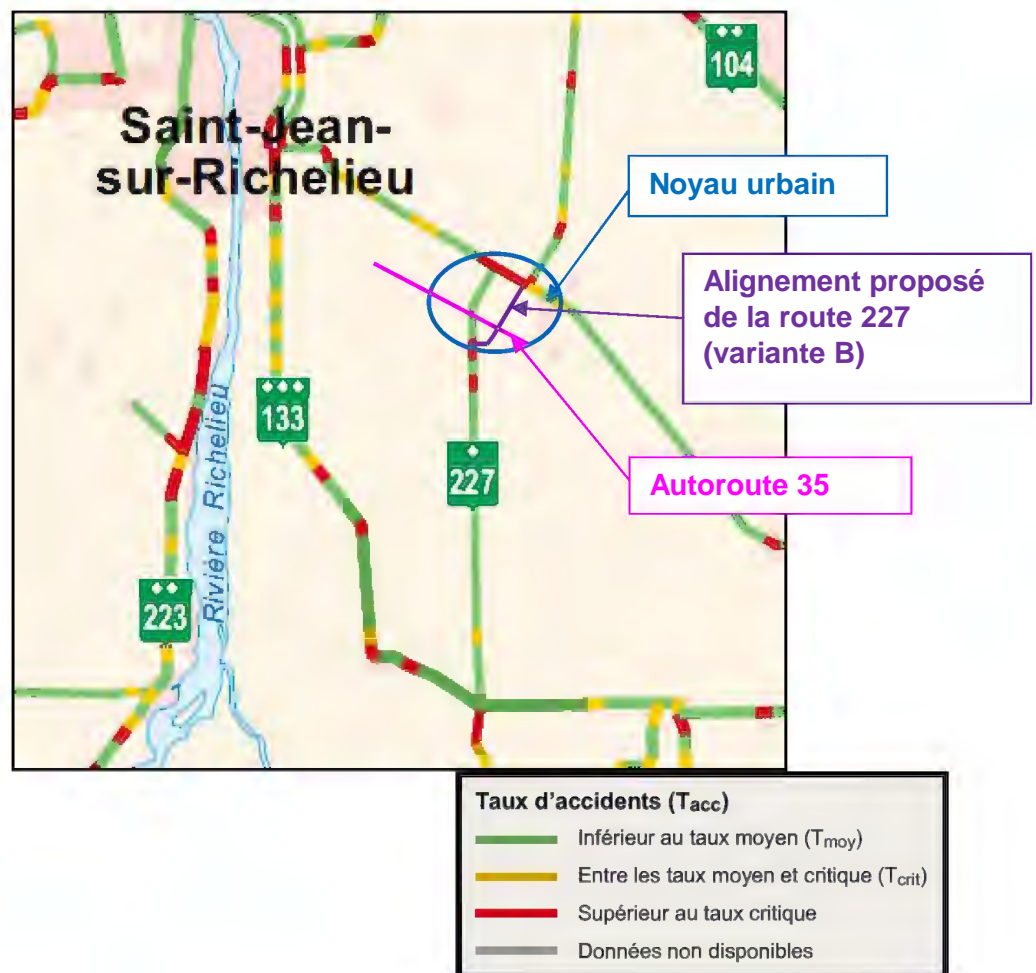 104
Saint-Jean-
sur-Richelieu
Noyau urbain
Alignement proposé
de la route 227
(variante B)
133
227
Autoroute 35
Rivière Richelieu
223
Taux d'accidents (Tacc)
Inférieur au taux moyen (Tmoy)
Entre les taux moyen et critique (Tcrit)
Supérieur au taux critique
Données non disponibles